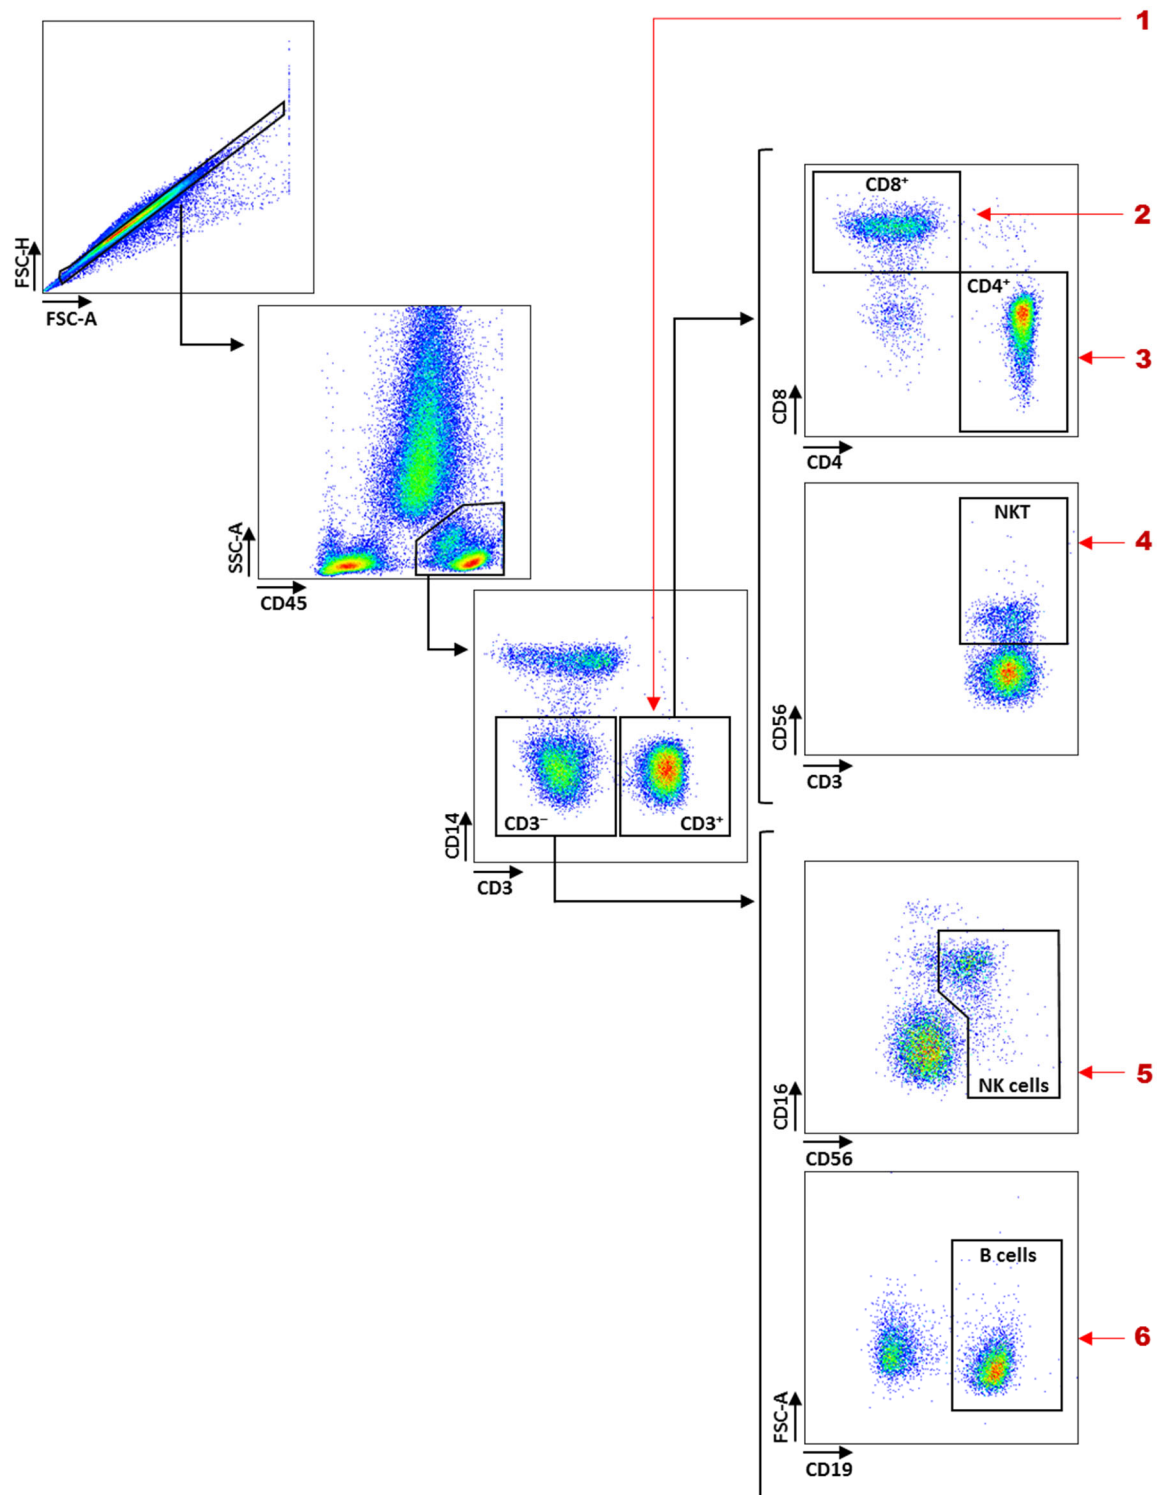 1
FSC-H
FSC-A
CD8⁺
2
CD4⁺
3
CD8
CD4
SSC-A
CD45
NKT
4
CD56
CD3
CD14
CD3⁻
CD3⁺
CD3
CD16
NK cells
5
CD56
B cells
6
FSC-A
CD19